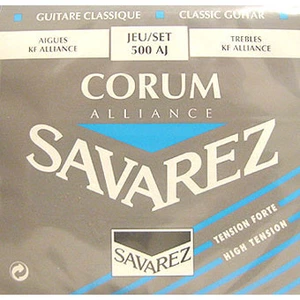 GUITARE CLASSIQUE CLASSIC GUITAR
AIGUES
KF ALLIANCE
JEU/SET
500 AJ
TREBLES
KF ALLIANCE
CORUM
ALLIANCE
SAVAREZ
TENSION FORTE
HIGH TENSION
SAVAREZ